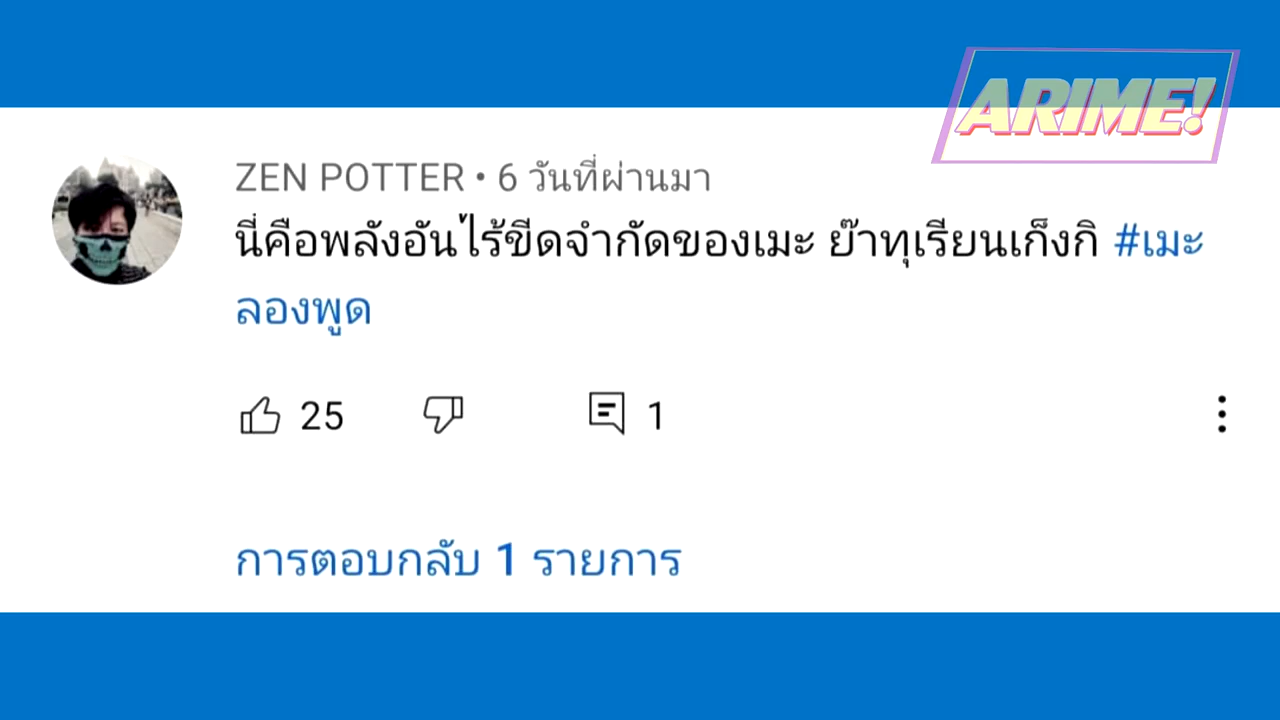 ARIME!
ZEN POTTER • 6 วันที่ผ่านมา
นี่คือพลังอันไร้ขีดจำกัดของเมะ ย๊าทุเรียนเก็งกิ #เมะ
ลองพูด
25 1
การตอบกลับ 1 รายการ